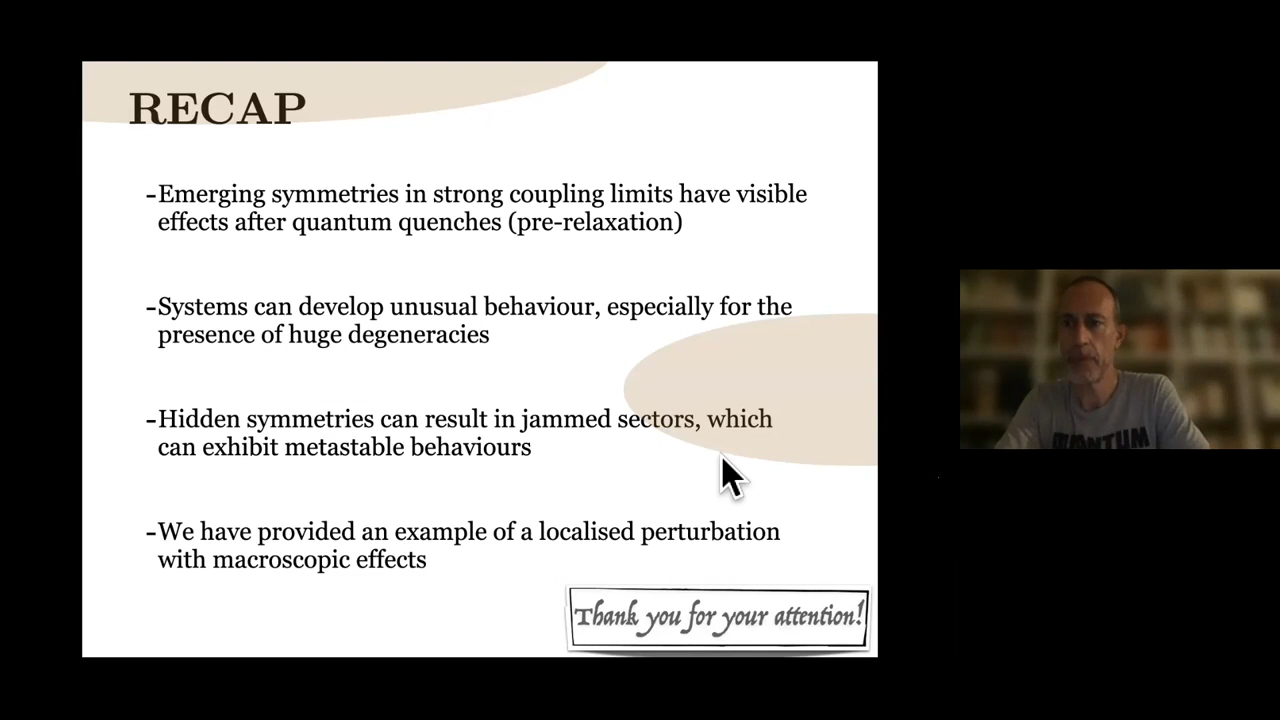 RECAP
-Emerging symmetries in strong coupling limits have visible
effects after quantum quenches (pre-relaxation)
-Systems can develop unusual behaviour, especially for the
presence of huge degeneracies
-Hidden symmetries can result in jammed sectors, which
can exhibit metastable behaviours
-We have provided an example of a localised perturbation
with macroscopic effects
Thank you for your attention!
QUANTUM